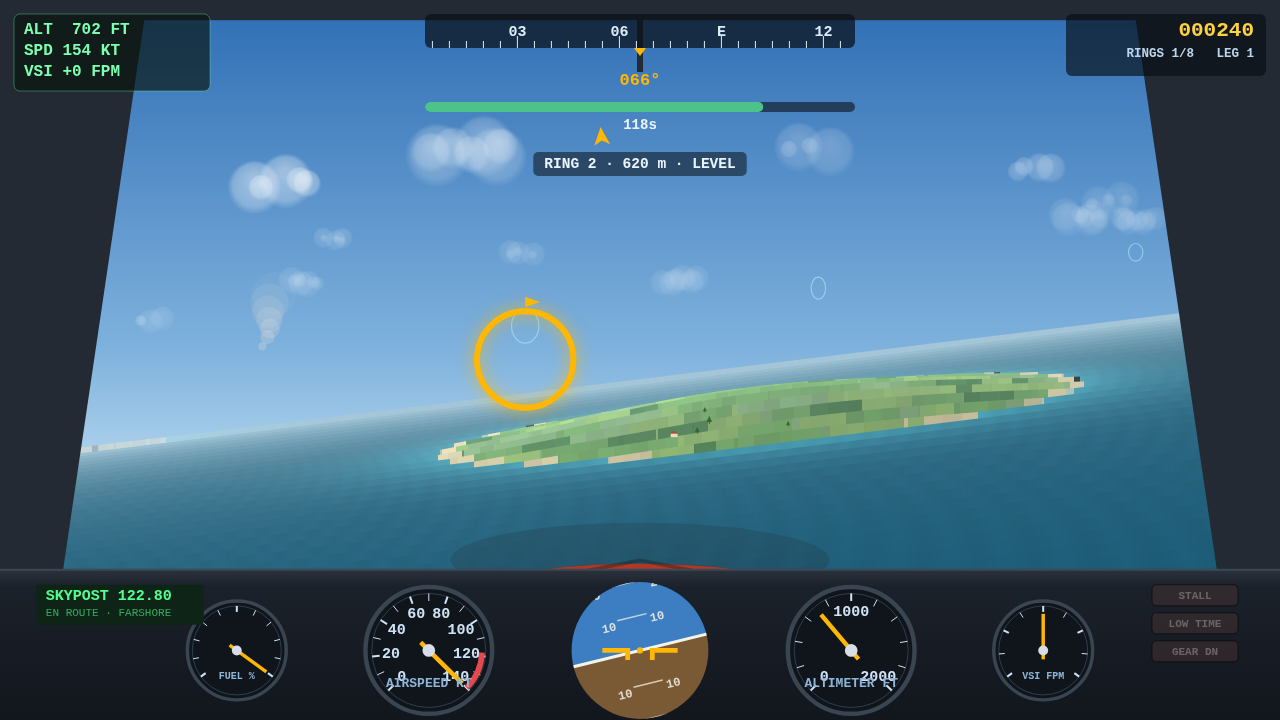 ALT  702 FT
SPD 154 KT
VSI +0 FPM
03 06 E 12
066°
118s
RING 2 · 620 m · LEVEL
000240
RINGS 1/8   LEG 1
SKYPOST 122.80
EN ROUTE · FARSHORE
FUEL %
0 20 40 60 80 100 120 140
AIRSPEED KT
10 10
10 10
0 1000 2000
ALTIMETER FT
VSI FPM
STALL
LOW TIME
GEAR DN